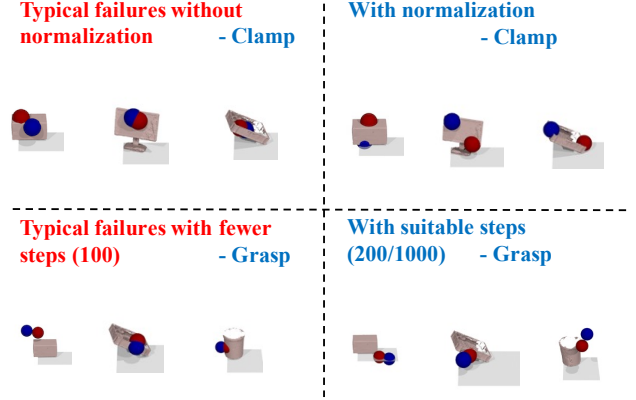 Typical failures without
normalization - Clamp
With normalization
- Clamp
Typical failures with fewer
steps (100) - Grasp
With suitable steps
(200/1000) - Grasp